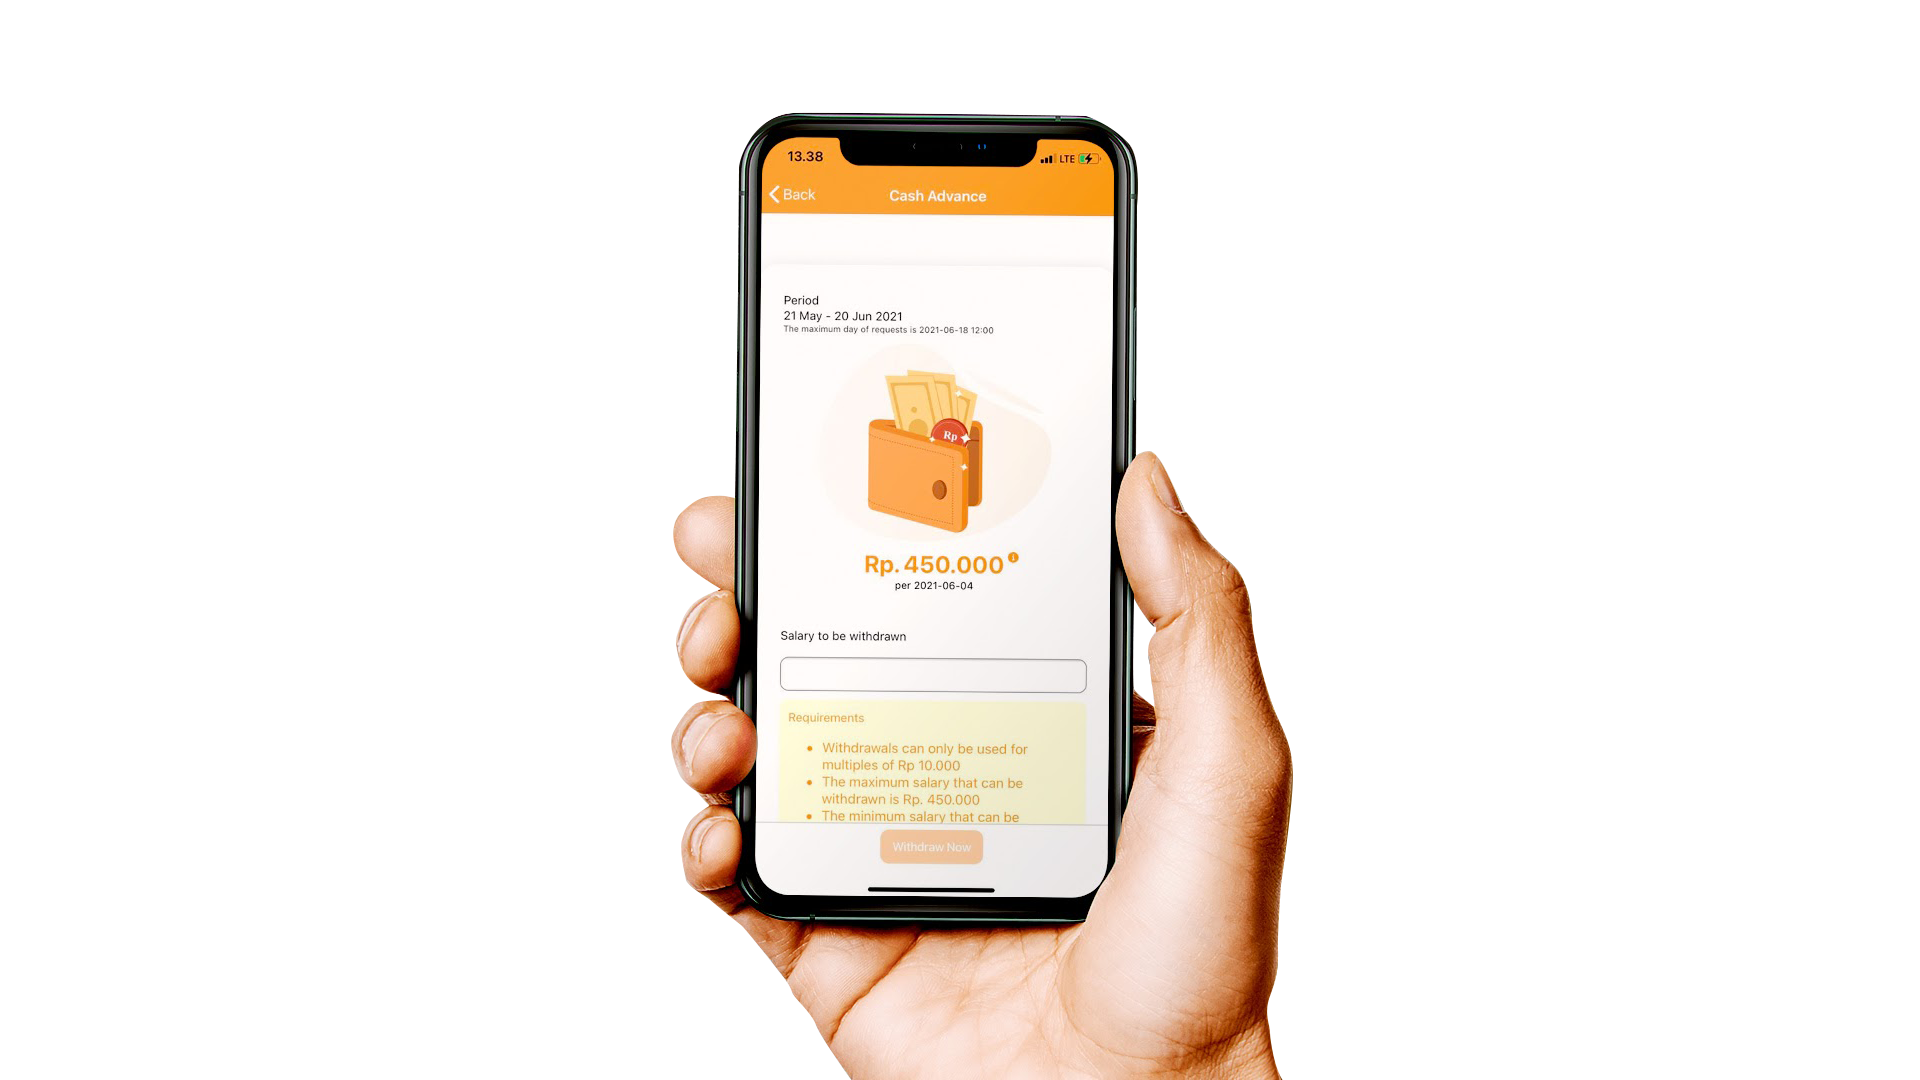 13.38
LTE
Back
Cash Advance
Period
21 May - 20 Jun 2021
The maximum day of requests is 2021-06-18 12:00
Rp
Rp. 450.000
per 2021-06-04
Salary to be withdrawn
Requirements
• Withdrawals can only be used for
multiples of Rp 10.000
• The maximum salary that can be
withdrawn is Rp. 450.000
• The minimum salary that can be
Withdraw Now